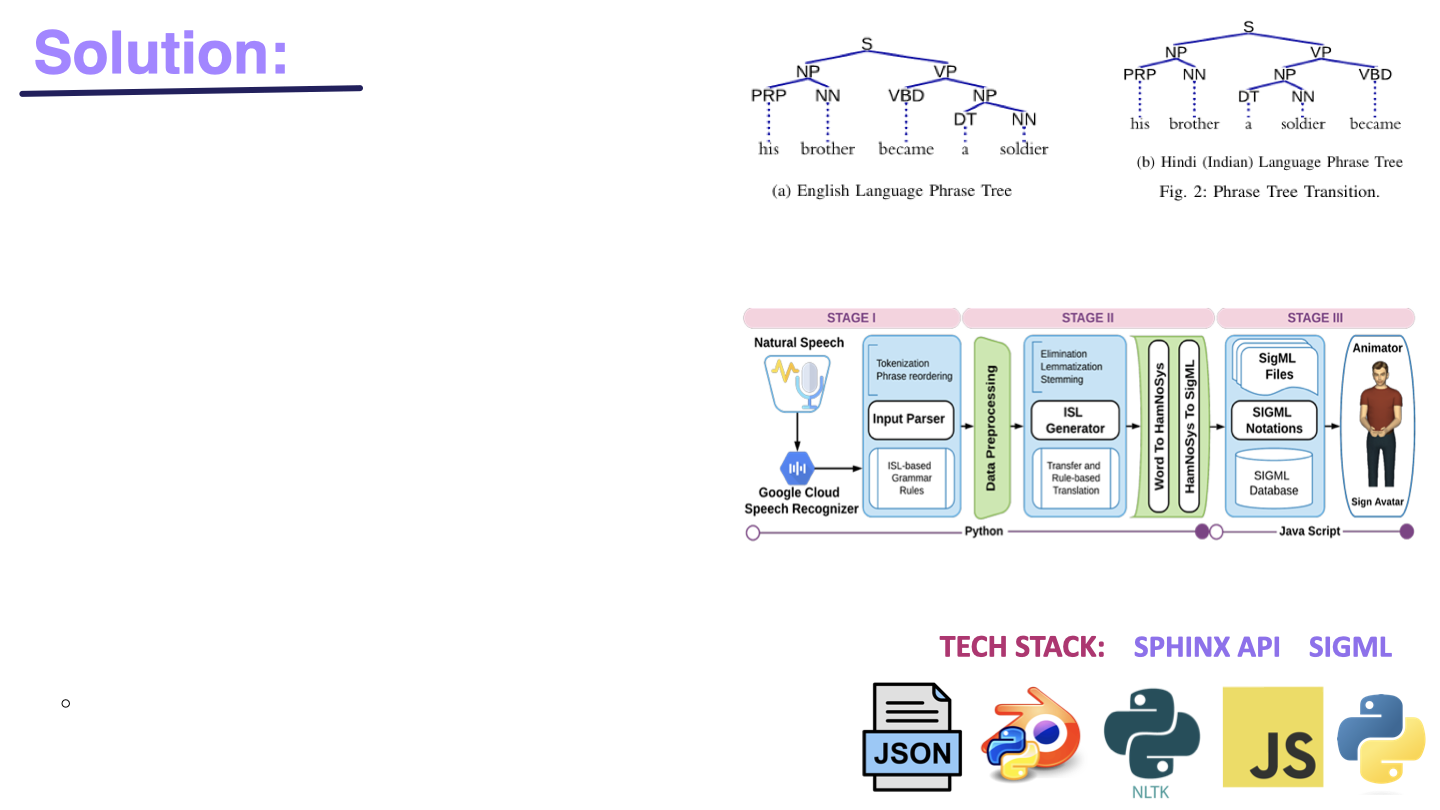 Solution:
S
NP VP
PRP NN VBD NP
DT NN
his brother became a soldier
(a) English Language Phrase Tree
S
NP VP
PRP NN NP VBD
DT NN
his brother a soldier became
(b) Hindi (Indian) Language Phrase Tree
Fig. 2: Phrase Tree Transition.
STAGE I
STAGE II
STAGE III
Natural Speech
Google Cloud
Speech Recognizer
Tokenization
Phrase reordering
Input Parser
ISL-based
Grammar
Rules
Data Preprocessing
Elimination
Lemmatization
Stemming
ISL
Generator
Transfer and
Rule-based
Translation
Word To HamNoSys
HamNoSys To SigML
SigML
Files
SIGML
Notations
SIGML
Database
Animator
Sign Avatar
Python
Java Script
TECH STACK: SPHINX API SIGML
JSON
NLTK
JS